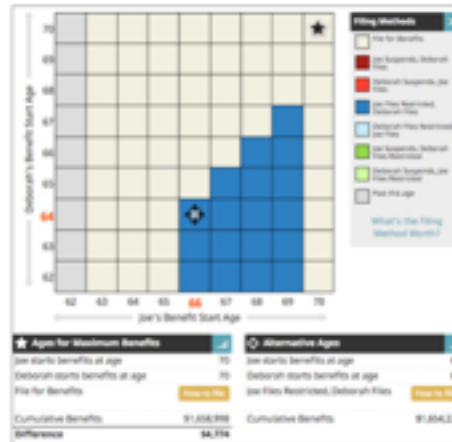 Filing Methods
File for Benefits
Joe Suspends, Deborah
Files
Deborah Suspends, Joe
Files
Joe Files Restricted,
Deborah Files
Deborah Files Restricted,
Joe Files
Joe Suspends, Deborah
Files Restricted
Deborah Suspends, Joe
Files Restricted
Past this age
What's the Filing
Method Worth?
Deborah's Benefit Start Age
70
69
68
67
66
65
64
63
62
62 63 64 65 66 67 68 69 70
Joe's Benefit Start Age
Ages for Maximum Benefits
Joe starts benefits at age 70
Deborah starts benefits at age 70
File for Benefits How to File
Cumulative Benefits $1,658,998
Difference $4,774
Alternative Ages
Joe starts benefits at age
Deborah starts benefits at age
Joe Files Restricted, Deborah Files
Cumulative Benefits